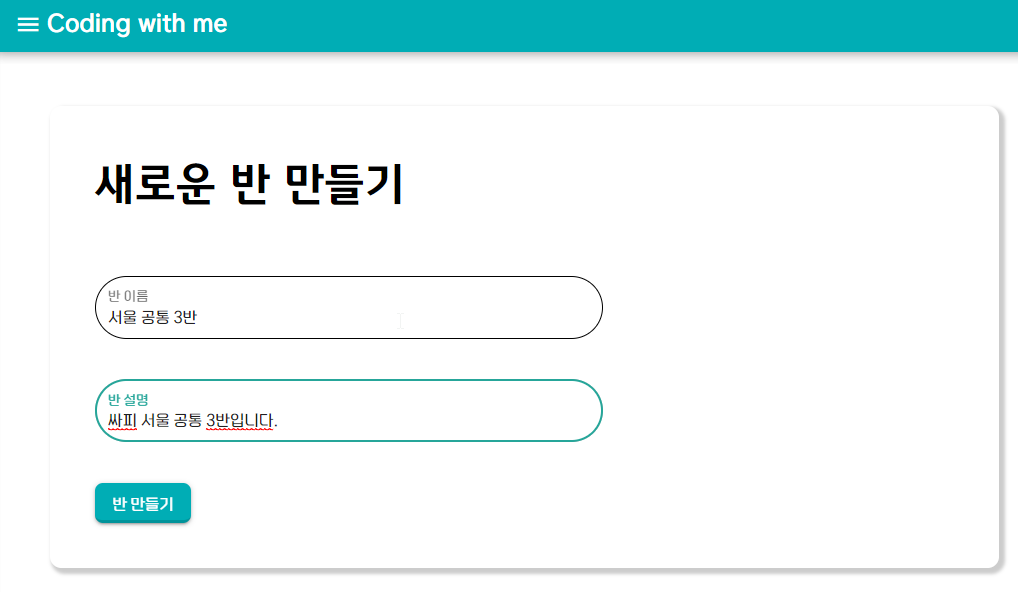 Coding with me
새로운 반 만들기
반 이름
서울 공통 3반
반 설명
싸피 서울 공통 3반입니다.
반 만들기